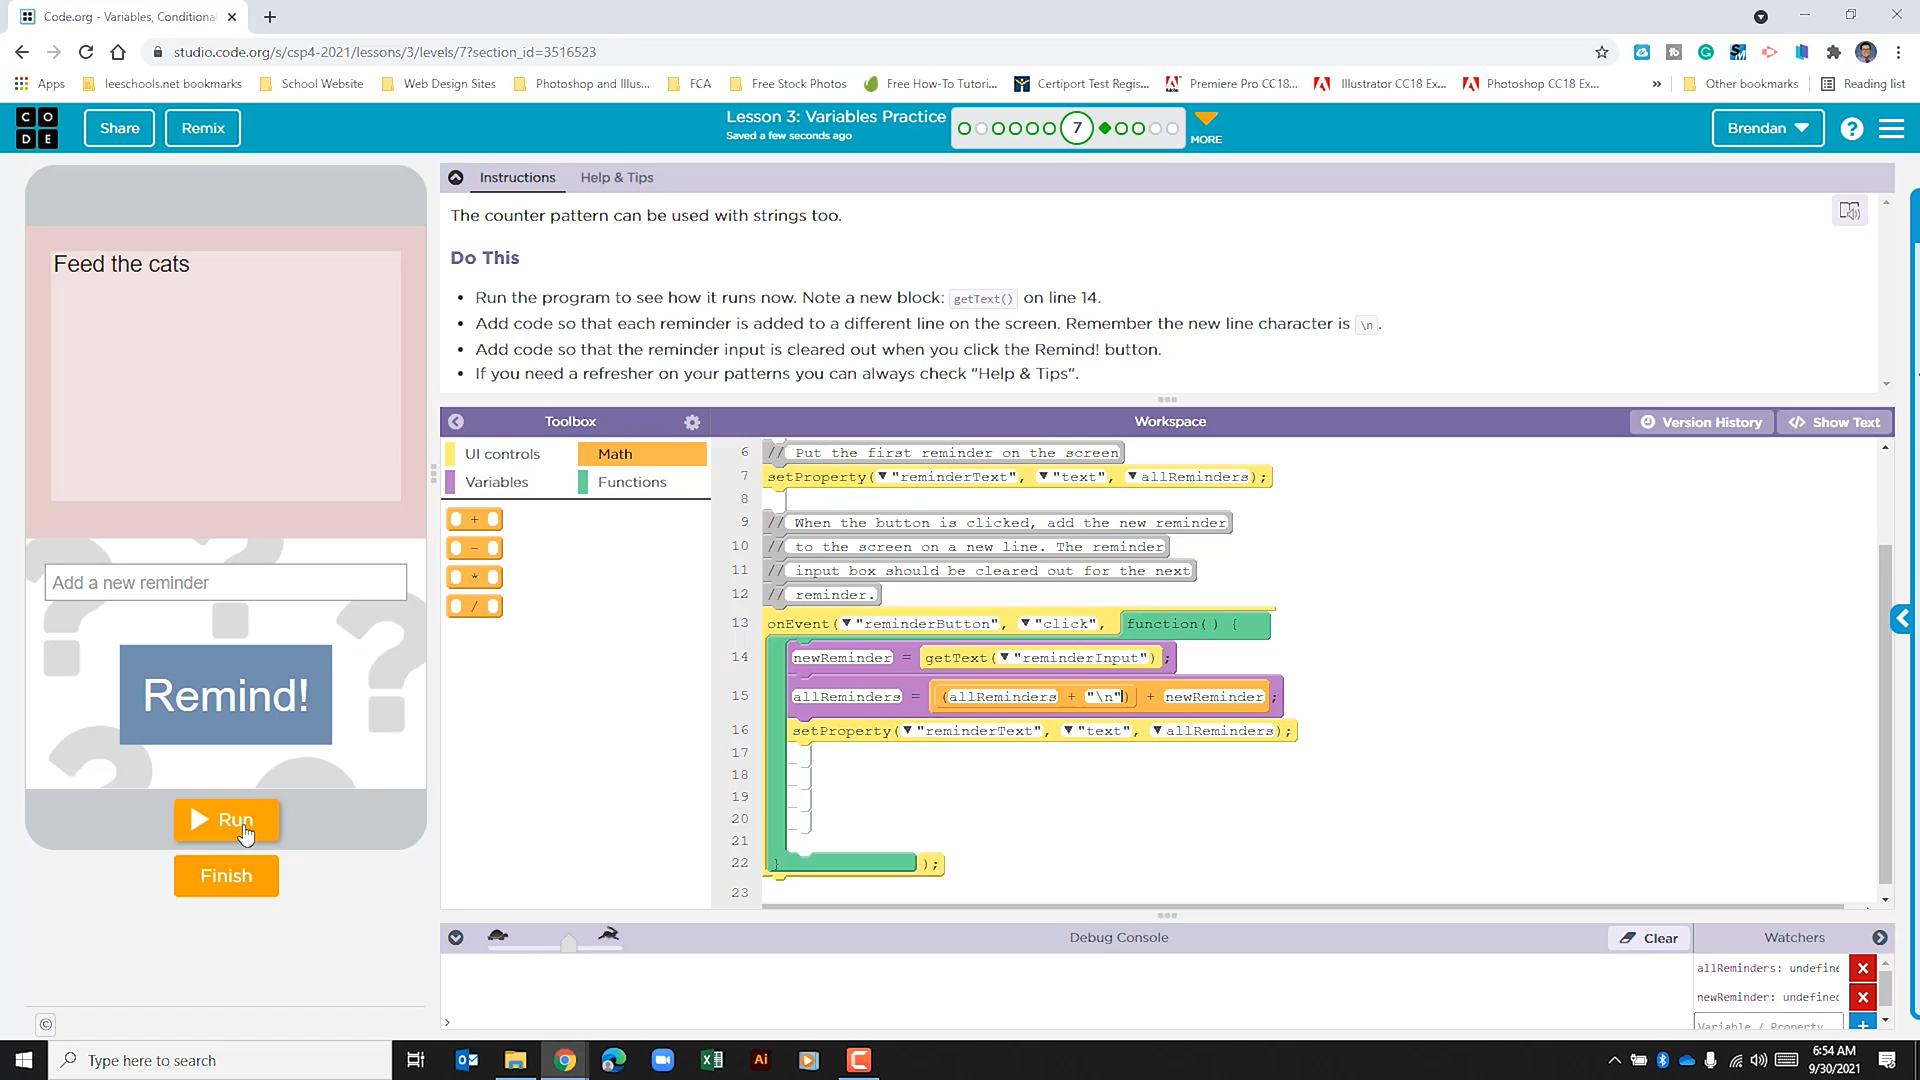 Code.org - Variables, Conditiona
studio.code.org/s/csp4-2021/lessons/3/levels/7?section_id=3516523
Apps
leeschools.net bookmarks
School Website
Web Design Sites
Photoshop and Illus...
FCA
Free Stock Photos
Free How-To Tutori...
Certiport Test Regis...
Premiere Pro CC18...
Illustrator CC18 Ex...
Photoshop CC18 Ex...
»
Other bookmarks
Reading list
C O
D E
Share
Remix
Lesson 3: Variables Practice
Saved a few seconds ago
7
MORE
Brendan
?
Instructions
Help & Tips
The counter pattern can be used with strings too.
Do This
• Run the program to see how it runs now. Note a new block: getText() on line 14.
• Add code so that each reminder is added to a different line on the screen. Remember the new line character is \n.
• Add code so that the reminder input is cleared out when you click the Remind! button.
• If you need a refresher on your patterns you can always check "Help & Tips".
Feed the cats
Add a new reminder
Remind!
Run
Finish
©
Toolbox
Workspace
Version History
</> Show Text
UI controls
Math
Variables
Functions
+
-
*
/
6 // Put the first reminder on the screen
7 setProperty("reminderText", "text", allReminders);
8
9 // When the button is clicked, add the new reminder
10 // to the screen on a new line. The reminder
11 // input box should be cleared out for the next
12 // reminder.
13 onEvent("reminderButton", "click", function( ) {
14 newReminder = getText("reminderInput");
15 allReminders = (allReminders + "\n") + newReminder;
16 setProperty("reminderText", "text", allReminders);
17
18
19
20
21
22 } );
23
Debug Console
Clear
Watchers
allReminders: undefine
newReminder: undefined
Variable / Property
>
Type here to search
6:54 AM
9/30/2021